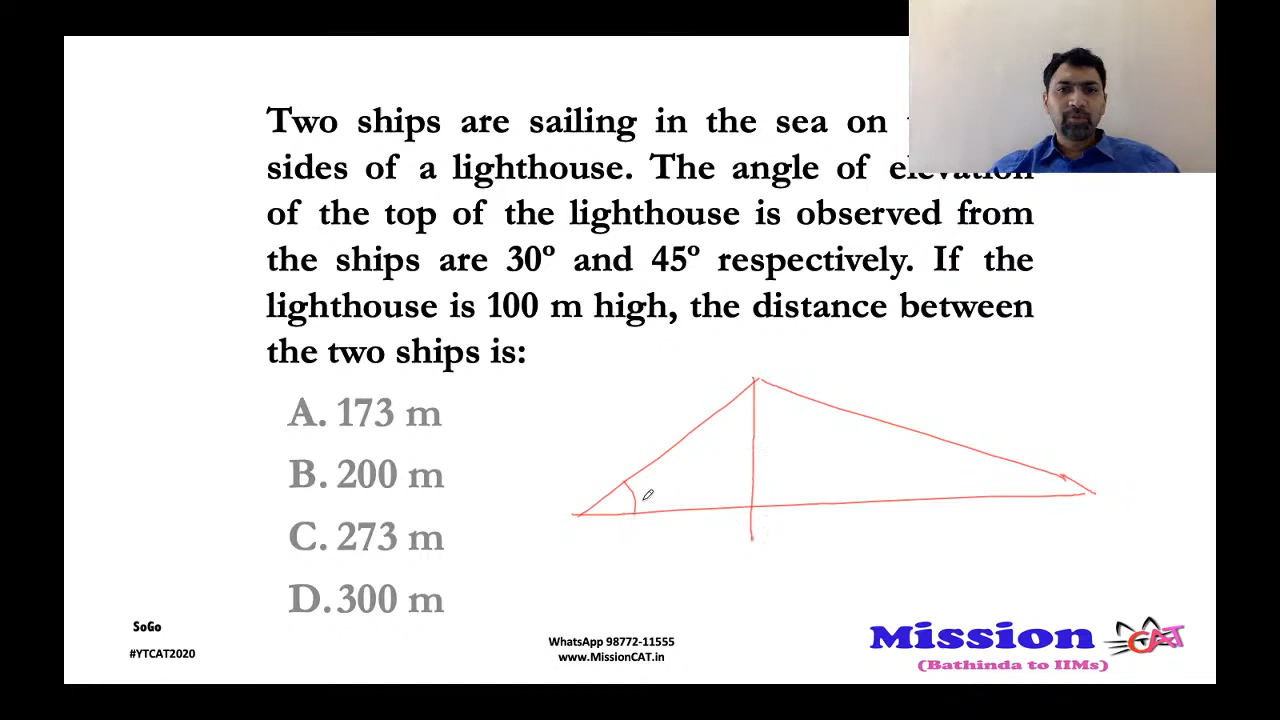 Two ships are sailing in the sea on
sides of a lighthouse. The angle of elevation
of the top of the lighthouse is observed from
the ships are 30º and 45º respectively. If the
lighthouse is 100 m high, the distance between
the two ships is:
A. 173 m
B. 200 m
C. 273 m
D. 300 m
SoGo
#YTCAT2020
WhatsApp 98772-11555
www.MissionCAT.in
Mission CAT
(Bathinda to IIMs)